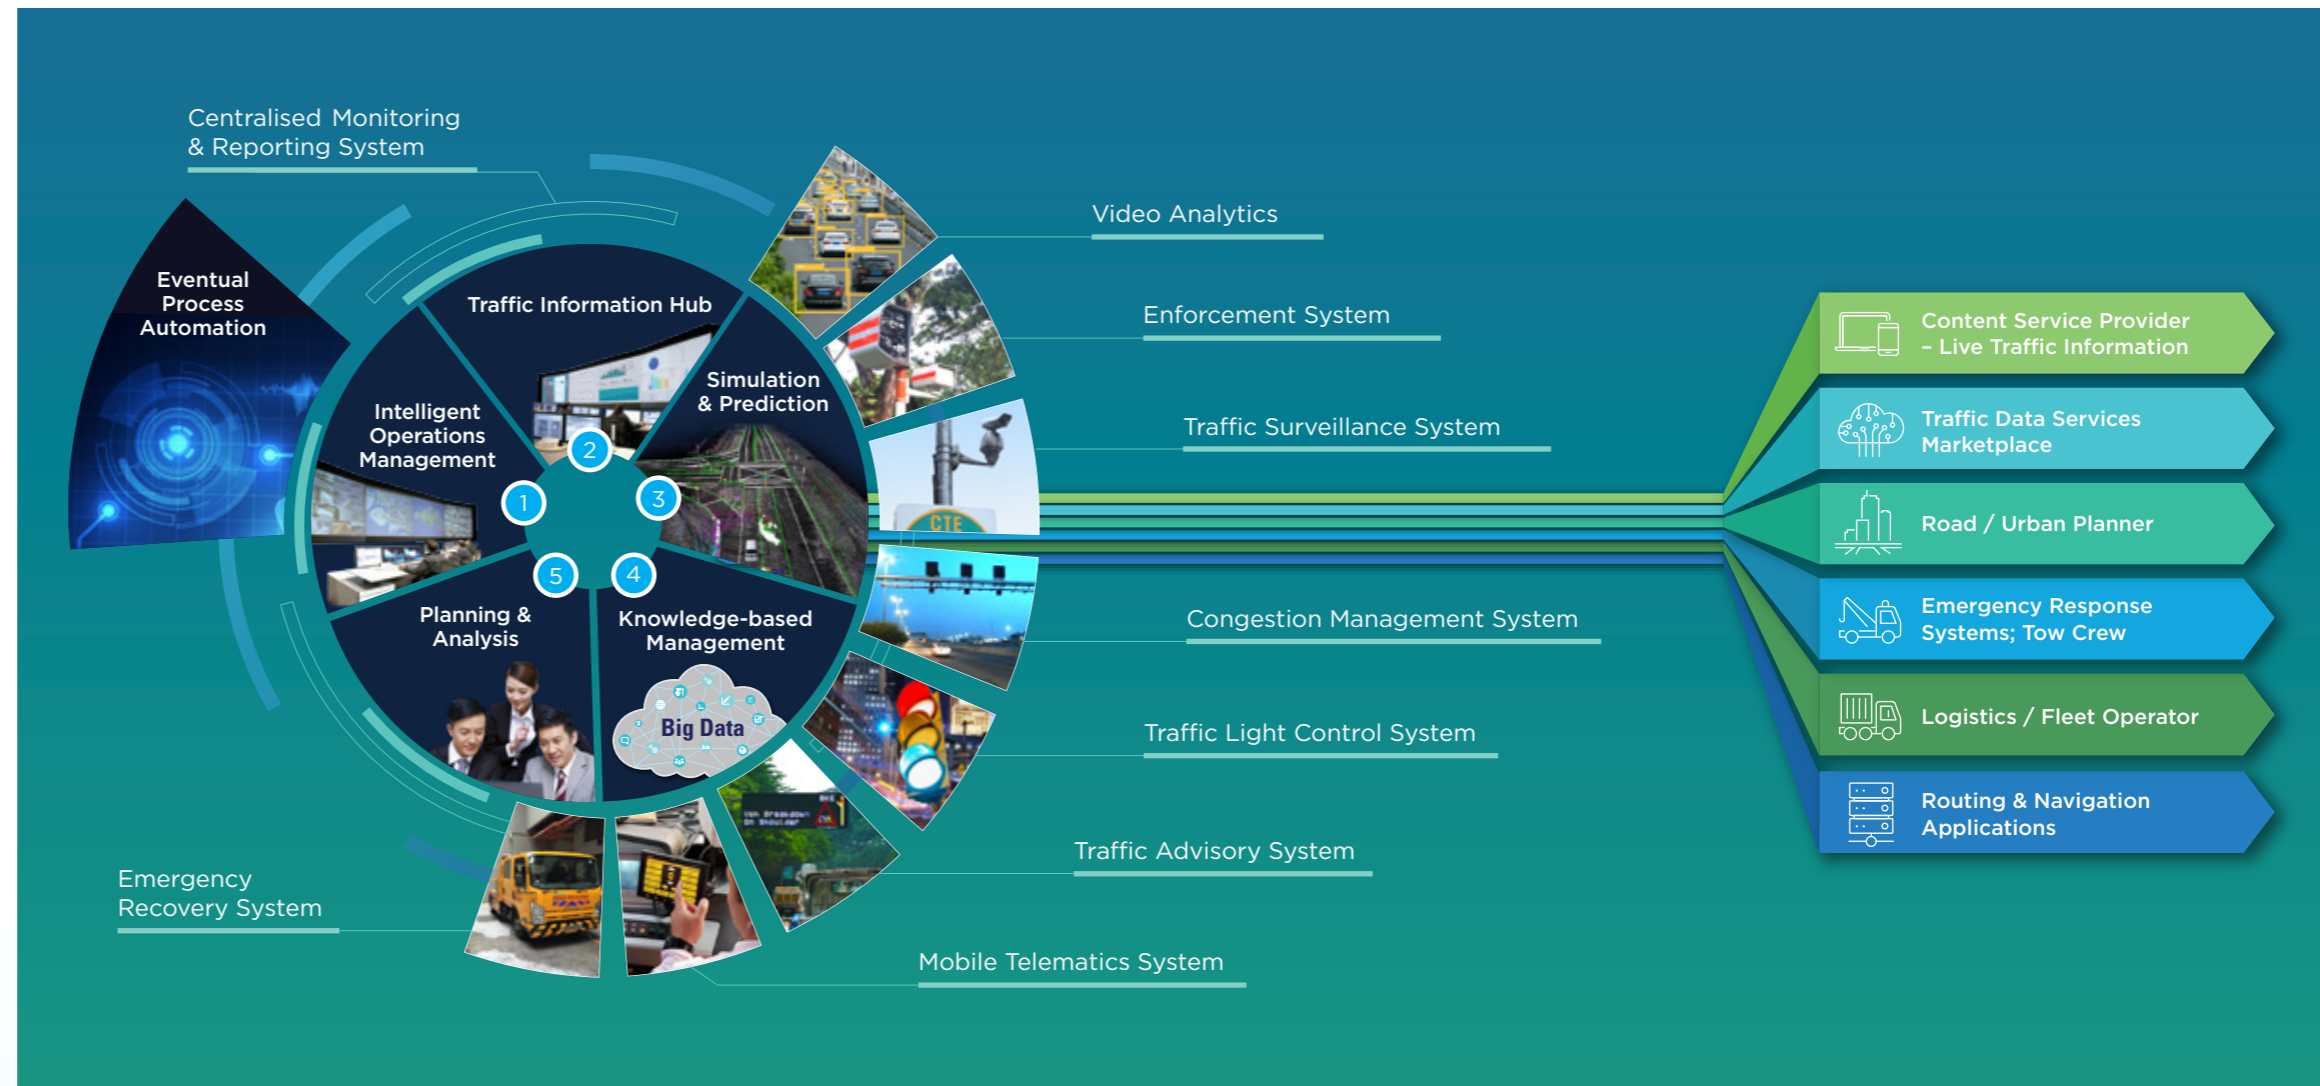 Centralised Monitoring
& Reporting System
Eventual
Process
Automation
Traffic Information Hub
Intelligent
Operations
Management
Simulation
& Prediction
1
2
3
4
5
Planning &
Analysis
Knowledge-based
Management
Big Data
Video Analytics
Enforcement System
Traffic Surveillance System
CTE
Congestion Management System
Traffic Light Control System
Traffic Advisory System
Mobile Telematics System
Emergency
Recovery System
Content Service Provider
– Live Traffic Information
Traffic Data Services
Marketplace
Road / Urban Planner
Emergency Response
Systems; Tow Crew
Logistics / Fleet Operator
Routing & Navigation
Applications